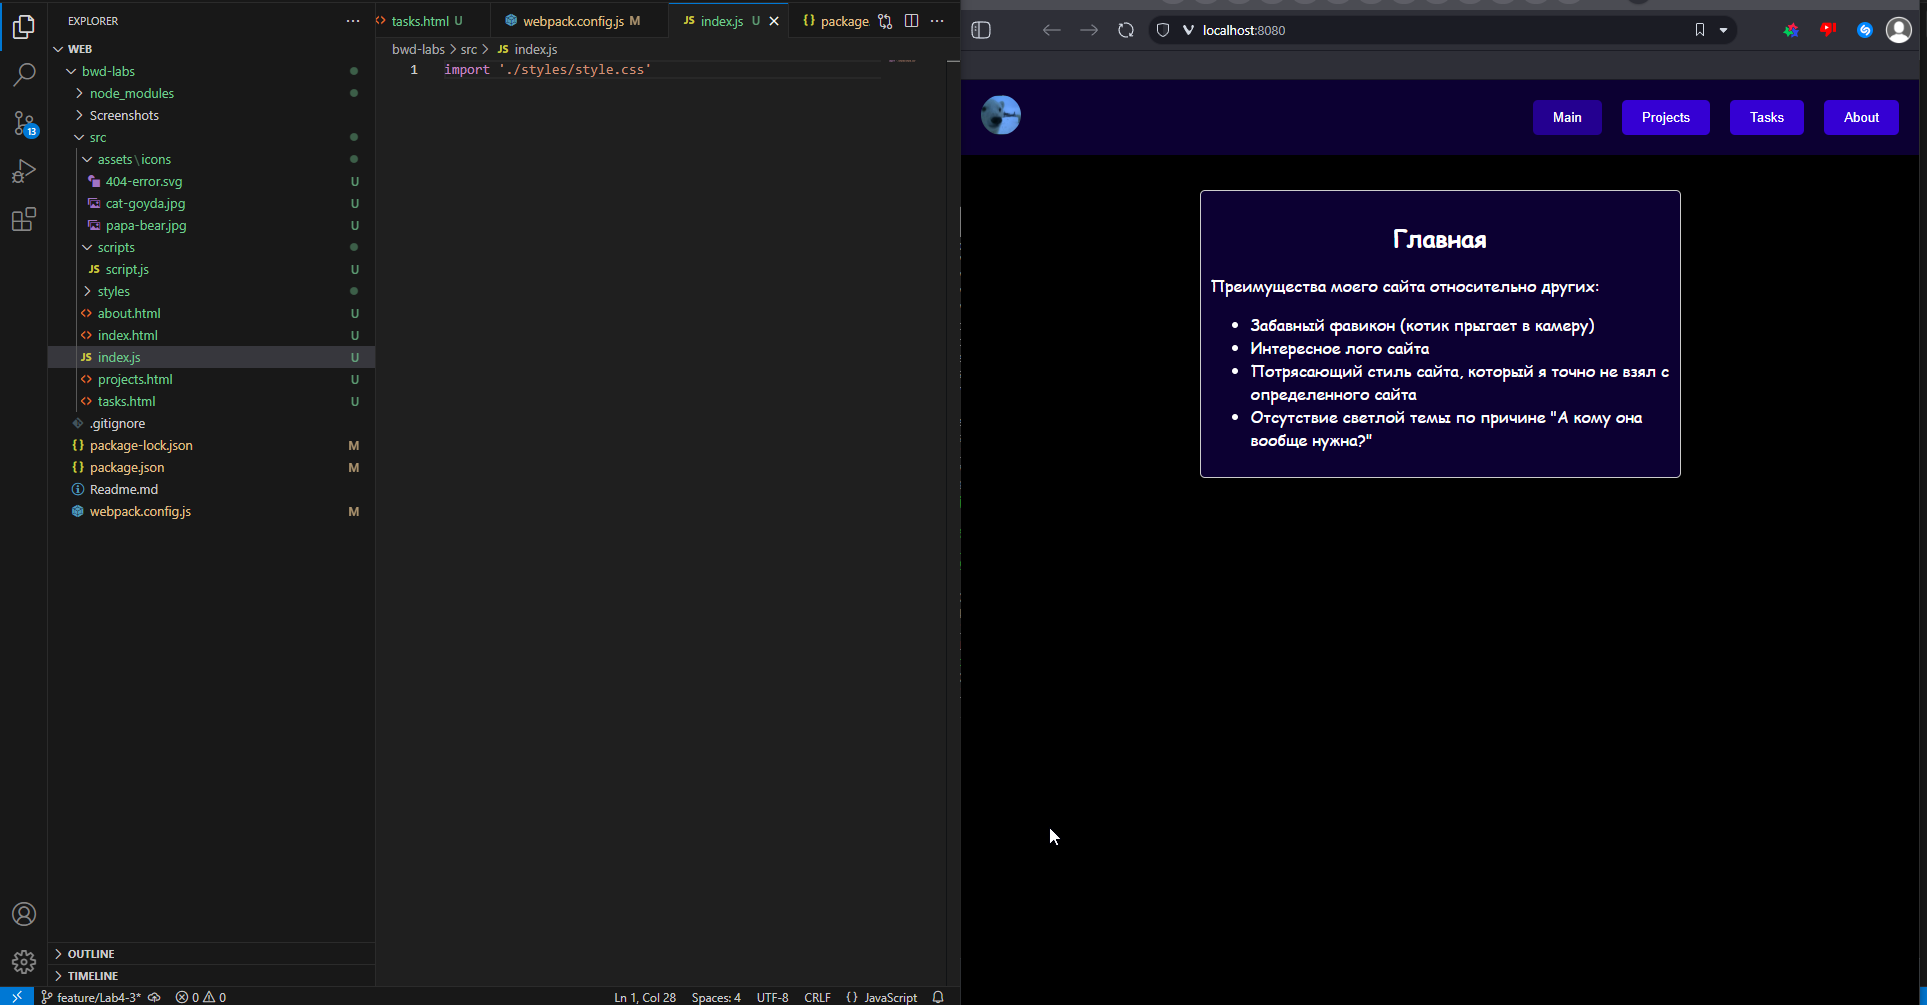 EXPLORER
WEB
bwd-labs
node_modules
Screenshots
src
assets\icons
404-error.svg U
cat-goyda.jpg U
papa-bear.jpg U
scripts
JS script.js U
styles
about.html U
index.html U
JS index.js U
projects.html U
tasks.html U
.gitignore
{} package-lock.json M
{} package.json M
Readme.md
webpack.config.js M
OUTLINE
TIMELINE
13
tasks.html U
webpack.config.js M
JS index.js U
{} package.
bwd-labs > src > JS index.js
1 import './styles/style.css'
feature/Lab4-3*
0 0
Ln 1, Col 28
Spaces: 4
UTF-8
CRLF
{} JavaScript
localhost:8080
Main
Projects
Tasks
About
Главная
Преимущества моего сайта относительно других:
• Забавный фавикон (котик прыгает в камеру)
• Интересное лого сайта
• Потрясающий стиль сайта, который я точно не взял с
определенного сайта
• Отсутствие светлой темы по причине "А кому она
вообще нужна?"